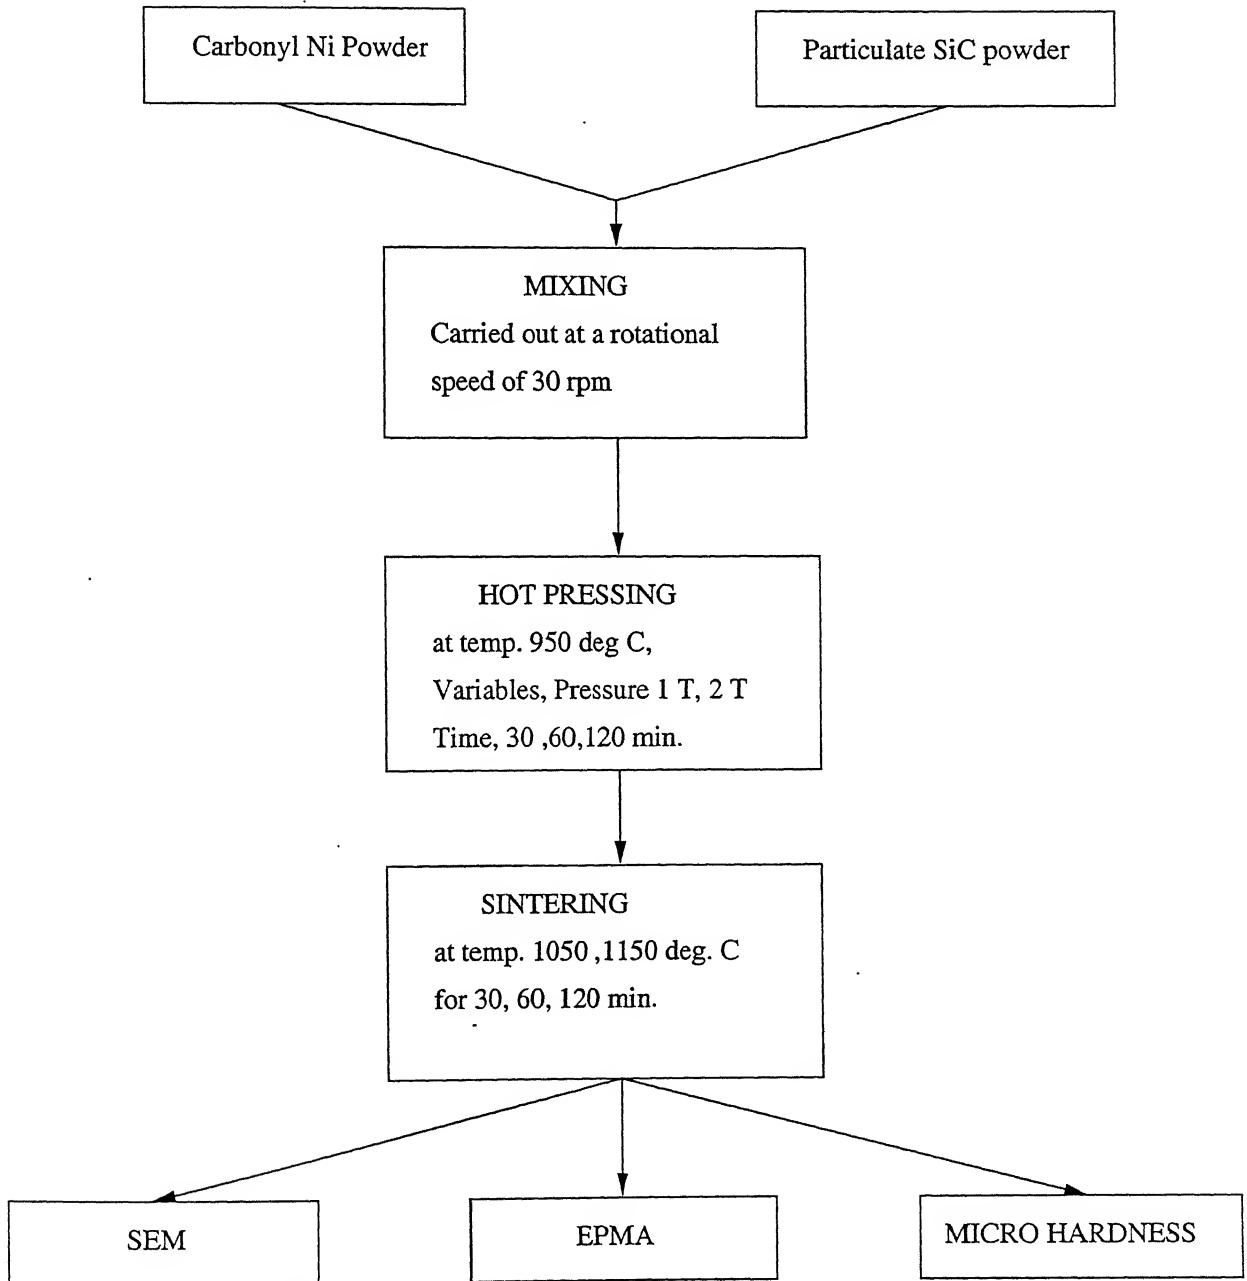 Carbonyl Ni Powder
Particulate SiC powder
MIXING
Carried out at a rotational
speed of 30 rpm
HOT PRESSING
at temp. 950 deg C,
Variables, Pressure 1 T, 2 T
Time, 30 ,60,120 min.
SINTERING
at temp. 1050 ,1150 deg. C
for 30, 60, 120 min.
SEM
EPMA
MICRO HARDNESS